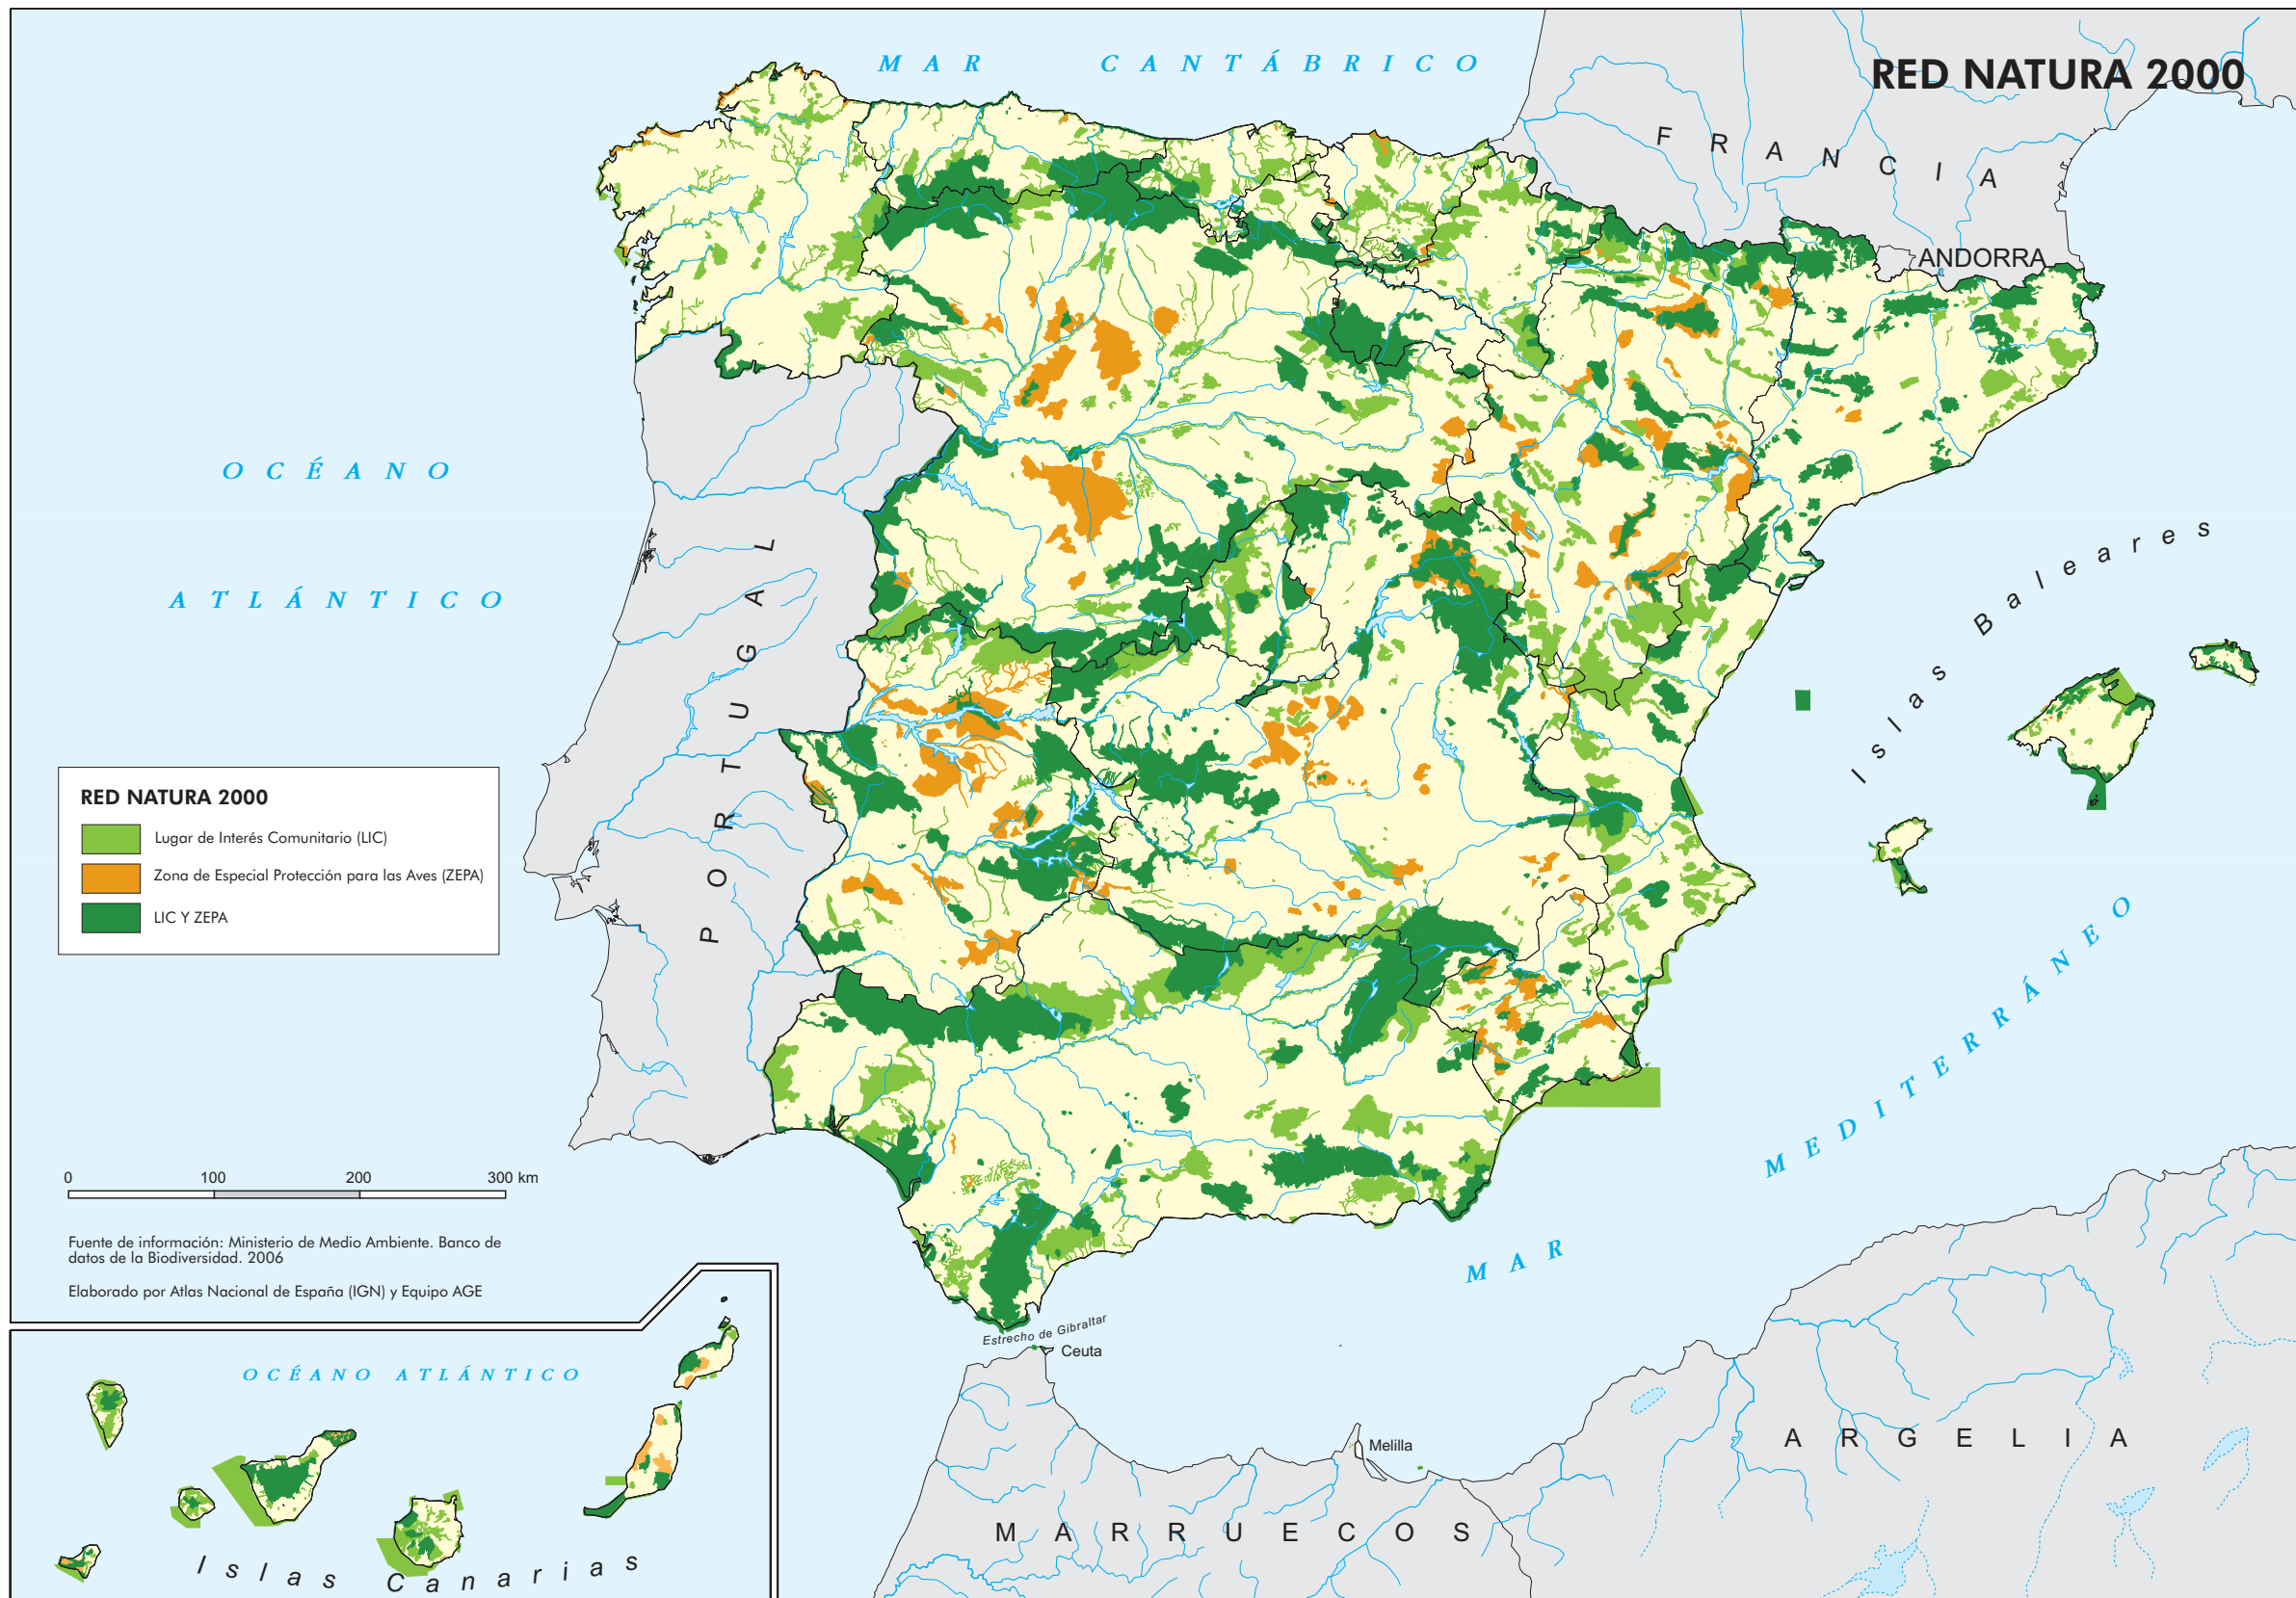 MAR CANTÁBRICO
RED NATURA 2000
FRANCIA
ANDORRA
OCÉANO
ATLÁNTICO
PORTUGAL
Islas Baleares
RED NATURA 2000
Lugar de Interés Comunitario (LIC)
Zona de Especial Protección para las Aves (ZEPA)
LIC Y ZEPA
MAR MEDITERRÁNEO
0 100 200 300 km
Fuente de información: Ministerio de Medio Ambiente. Banco de
datos de la Biodiversidad. 2006
Elaborado por Atlas Nacional de España (IGN) y Equipo AGE
Estrecho de Gibraltar
Ceuta
OCÉANO ATLÁNTICO
Melilla
ARGELIA
MARRUECOS
Islas Canarias